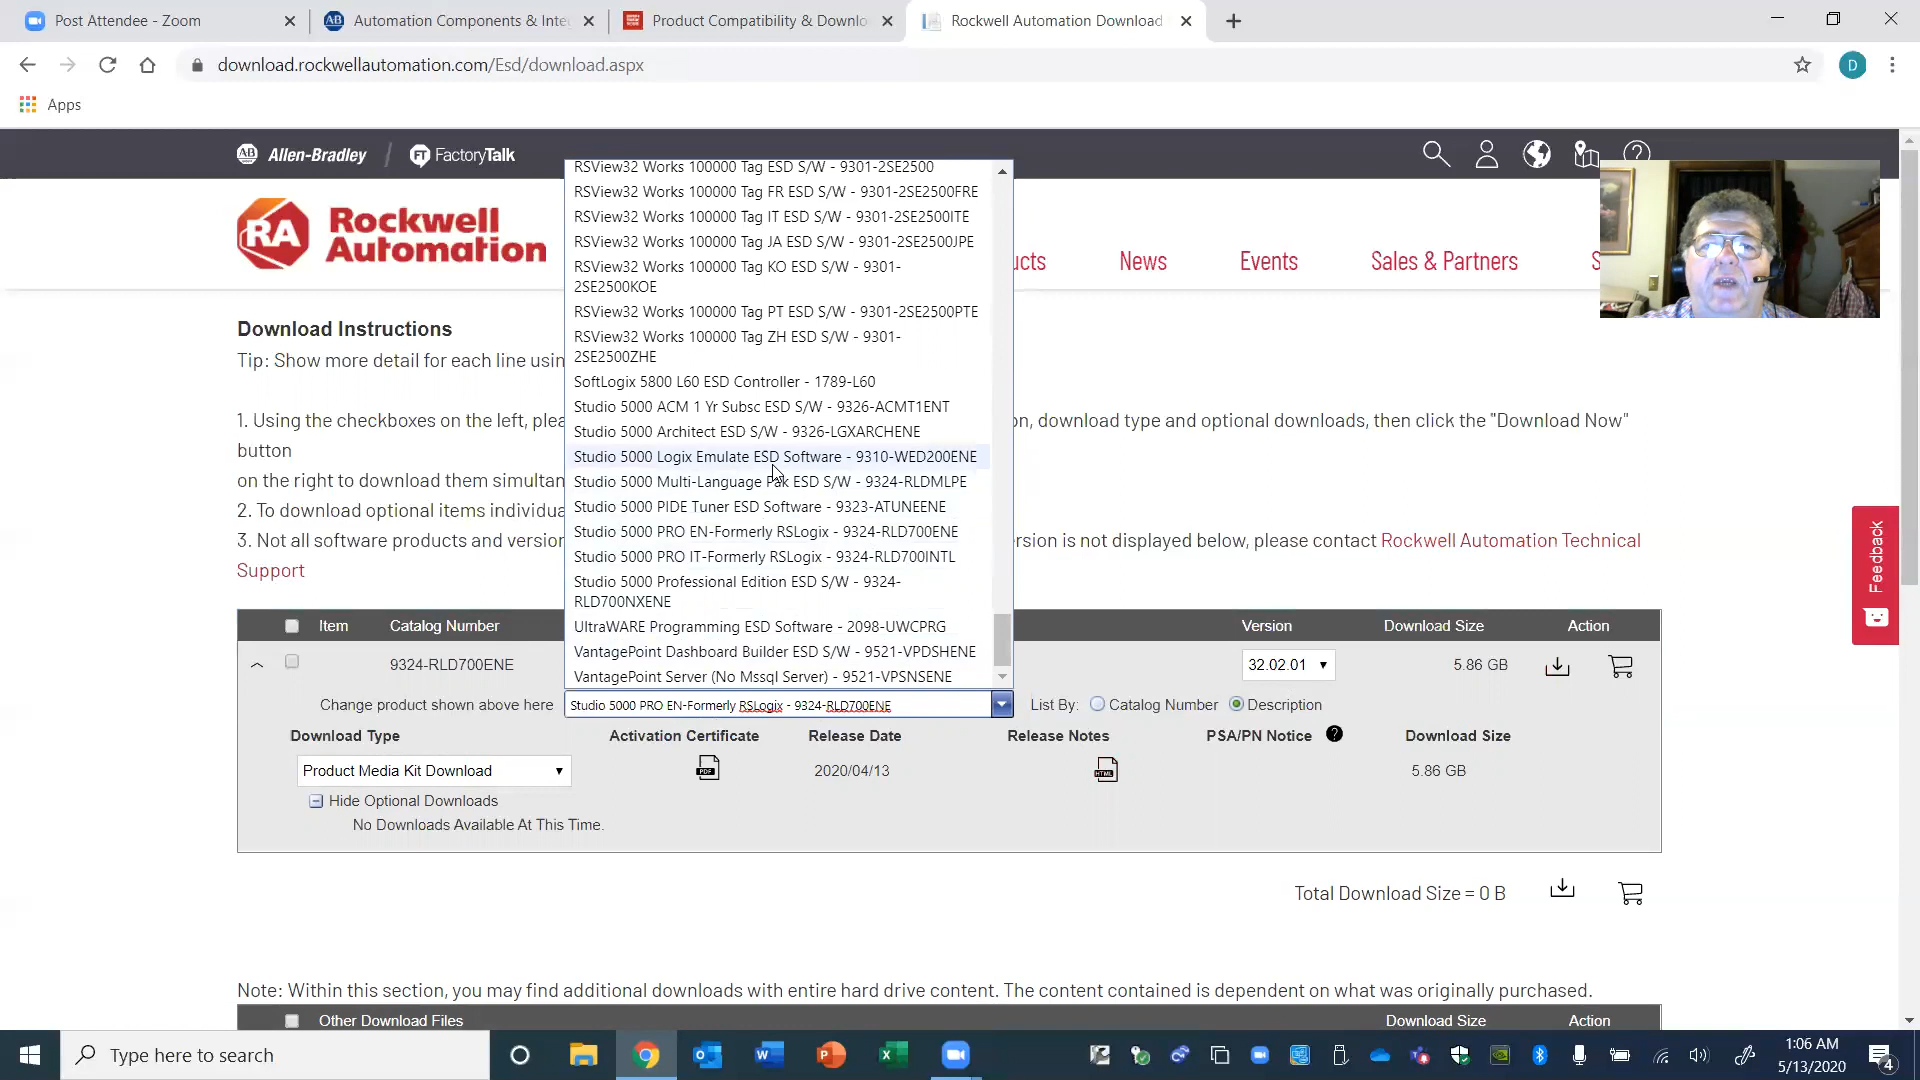 Post Attendee - Zoom
Automation Components & Inte
Product Compatibility & Downlo
Rockwell Automation Download
download.rockwellautomation.com/Esd/download.aspx
D
Apps
Allen-Bradley
FactoryTalk
RA
Rockwell
Automation
ucts
News
Events
Sales & Partners
S
Download Instructions
Tip: Show more detail for each line usin
1. Using the checkboxes on the left, plea
on, download type and optional downloads, then click the "Download Now"
button
on the right to download them simultan
2. To download optional items individua
3. Not all software products and version
ersion is not displayed below, please contact Rockwell Automation Technical
Support
RSView32 Works 100000 Tag ESD S/W - 9301-2SE2500
RSView32 Works 100000 Tag FR ESD S/W - 9301-2SE2500FRE
RSView32 Works 100000 Tag IT ESD S/W - 9301-2SE2500ITE
RSView32 Works 100000 Tag JA ESD S/W - 9301-2SE2500JPE
RSView32 Works 100000 Tag KO ESD S/W - 9301-
2SE2500KOE
RSView32 Works 100000 Tag PT ESD S/W - 9301-2SE2500PTE
RSView32 Works 100000 Tag ZH ESD S/W - 9301-
2SE2500ZHE
SoftLogix 5800 L60 ESD Controller - 1789-L60
Studio 5000 ACM 1 Yr Subsc ESD S/W - 9326-ACMT1ENT
Studio 5000 Architect ESD S/W - 9326-LGXARCHENE
Studio 5000 Logix Emulate ESD Software - 9310-WED200ENE
Studio 5000 Multi-Language Pak ESD S/W - 9324-RLDMLPE
Studio 5000 PIDE Tuner ESD Software - 9323-ATUNEENE
Studio 5000 PRO EN-Formerly RSLogix - 9324-RLD700ENE
Studio 5000 PRO IT-Formerly RSLogix - 9324-RLD700INTL
Studio 5000 Professional Edition ESD S/W - 9324-
RLD700NXENE
UltraWARE Programming ESD Software - 2098-UWCPRG
VantagePoint Dashboard Builder ESD S/W - 9521-VPDSHENE
VantagePoint Server (No Mssql Server) - 9521-VPSNSENE
Feedback
Item
Catalog Number
Version
Download Size
Action
9324-RLD700ENE
32.02.01
5.86 GB
Change product shown above here
Studio 5000 PRO EN-Formerly RSLogix - 9324-RLD700ENE
List By:
Catalog Number
Description
Download Type
Activation Certificate
Release Date
Release Notes
PSA/PN Notice
Download Size
Product Media Kit Download
PDF
2020/04/13
HTML
5.86 GB
Hide Optional Downloads
No Downloads Available At This Time.
Total Download Size = 0 B
Note: Within this section, you may find additional downloads with entire hard drive content. The content contained is dependent on what was originally purchased.
Other Download Files
Download Size
Action
Type here to search
1:06 AM
5/13/2020
4